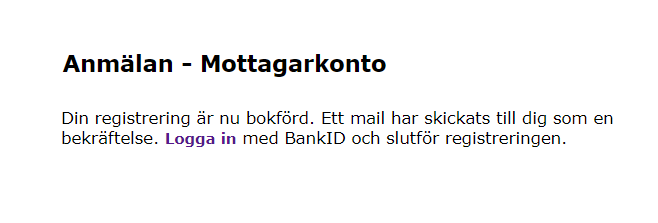 Anmälan - Mottagarkonto
Din registrering är nu bokförd. Ett mail har skickats till dig som en
bekräftelse. Logga in med BankID och slutför registreringen.